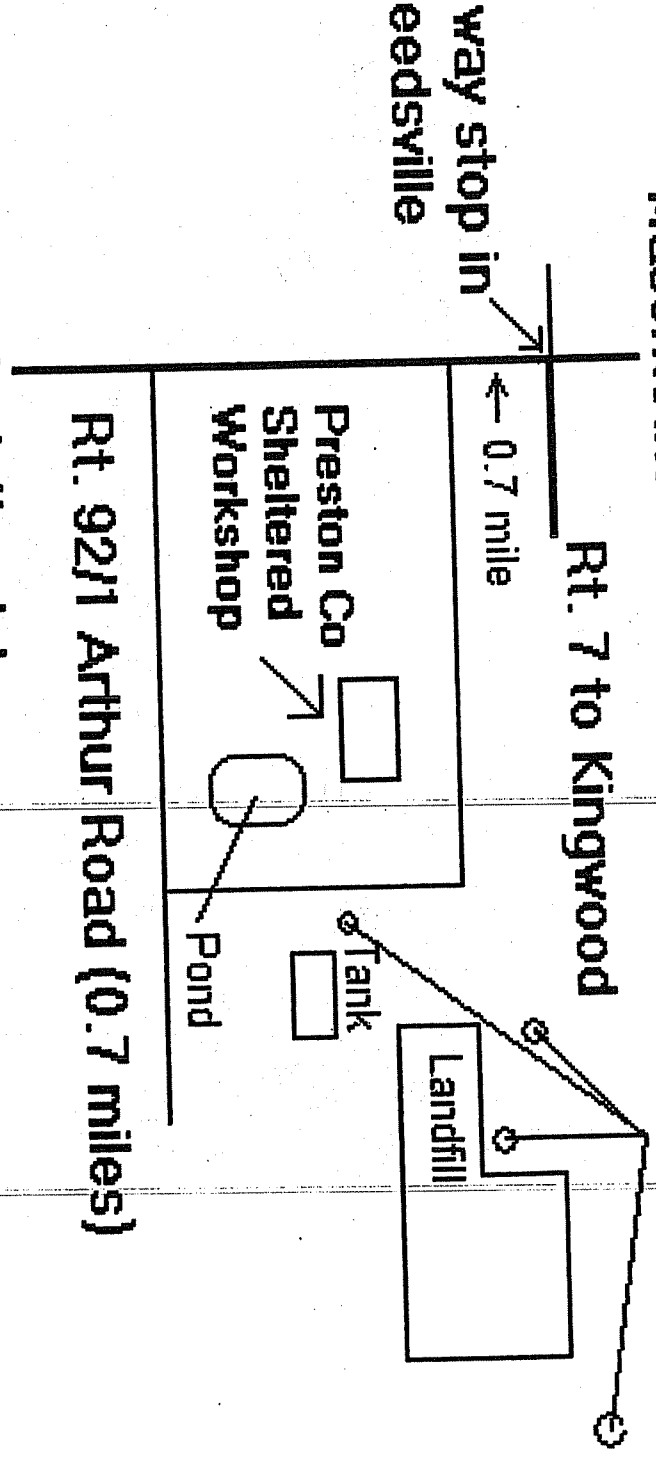 way stop in
eedsville
Rt. 7 to Kingwood
0.7 mile
Preston Co
Sheltered
Workshop
Tank
Landfill
Pond
Rt. 92/1 Arthur Road (0.7 miles)